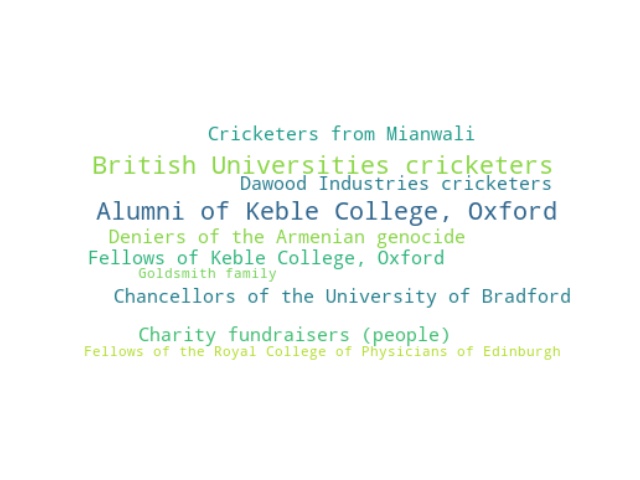 Cricketers from Mianwali
British Universities cricketers
Dawood Industries cricketers
Alumni of Keble College, Oxford
Deniers of the Armenian genocide
Fellows of Keble College, Oxford
Goldsmith family
Chancellors of the University of Bradford
Charity fundraisers (people)
Fellows of the Royal College of Physicians of Edinburgh